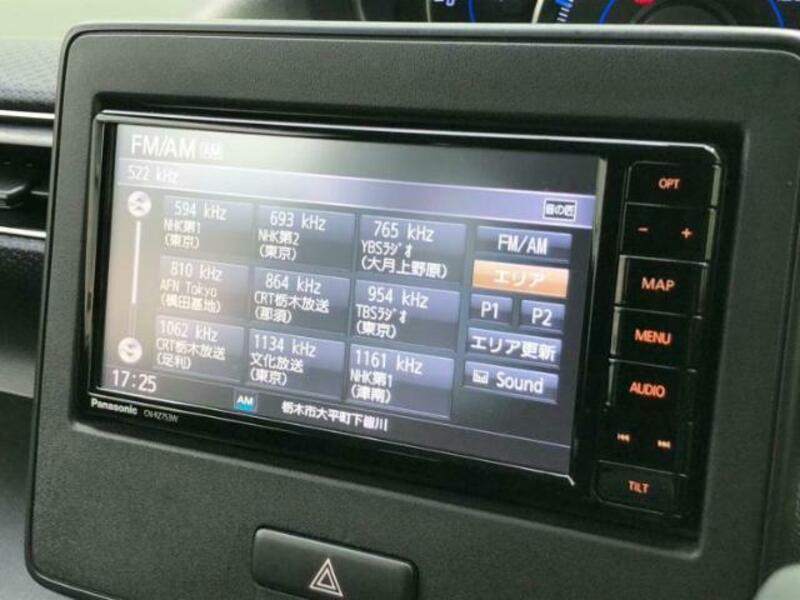 FM/AM AM
522 kHz
音の匠
594 kHz
NHK第1
(東京)
693 kHz
NHK第2
(東京)
765 kHz
YBSラジオ
(大月上野原)
FM/AM
エリア
810 kHz
AFN Tokyo
(横田基地)
864 kHz
CRT栃木放送
(那須)
954 kHz
TBSラジオ
(東京)
P1
P2
エリア更新
1062 kHz
CRT栃木放送
(足利)
1134 kHz
文化放送
(東京)
1161 kHz
NHK第1
(津南)
Sound
17:25
AM
栃木市大平町下皆川
Panasonic CN-RZ753W
OPT
- +
MAP
MENU
AUDIO
TILT